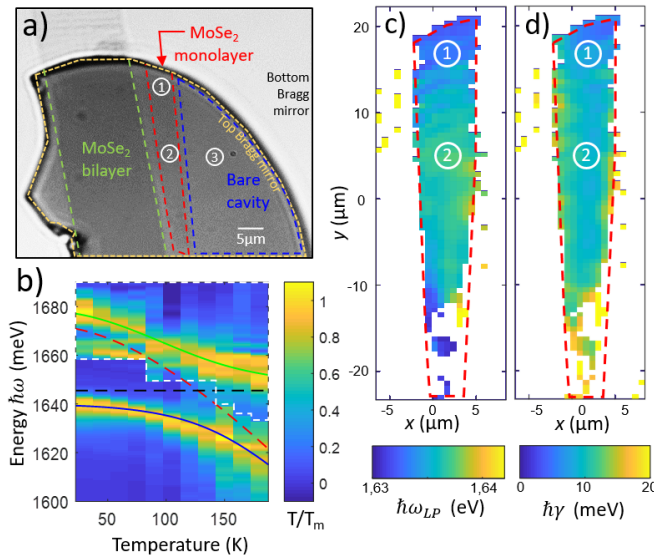 a)
MoSe₂
monolayer
Bottom
Bragg
mirror
1
MoSe₂
bilayer
2
3
Top Bragg mirror
Bare
cavity
5μm
b)
Energy ħω (meV)
1680
1660
1640
1620
1600
50
100
150
Temperature (K)
1.2
1
0.8
0.6
0.4
0.2
0
T/Tₘ
c)
y (μm)
20
10
0
-10
-20
1
2
-5
0
5
x (μm)
1,63
1,64
ħω_LP (eV)
d)
1
2
-5
0
5
x (μm)
0
10
20
ħγ (meV)